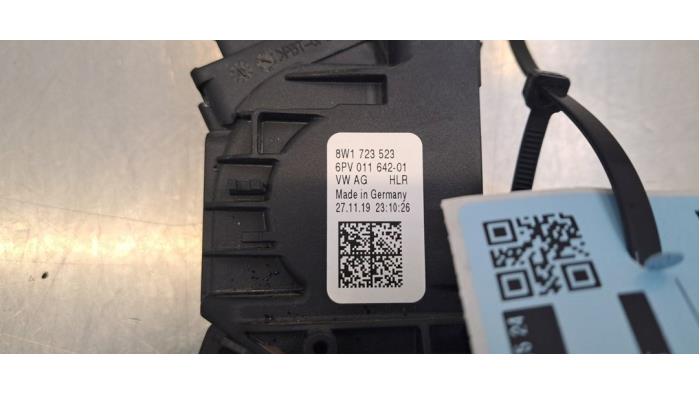 8W1 723 523
6PV 011 642-01
VW AG HLR
Made in Germany
27.11.19 23:10:26